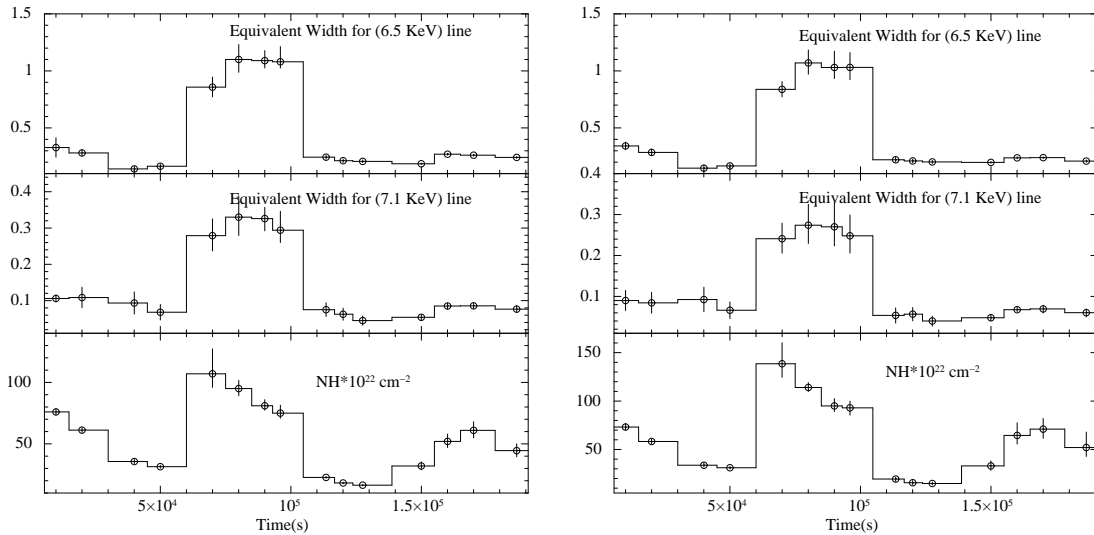 1.5
Equivalent Width for (6.5 KeV) line
1
0.5
0.4
Equivalent Width for (7.1 KeV) line
0.3
0.2
0.1
NH*10²² cm⁻²
100
50
5×10⁴ 10⁵ 1.5×10⁵
Time(s)
1.5
Equivalent Width for (6.5 KeV) line
1
0.5
0.4
Equivalent Width for (7.1 KeV) line
0.3
0.2
0.1
150
NH*10²² cm⁻²
100
50
5×10⁴ 10⁵ 1.5×10⁵
Time(s)